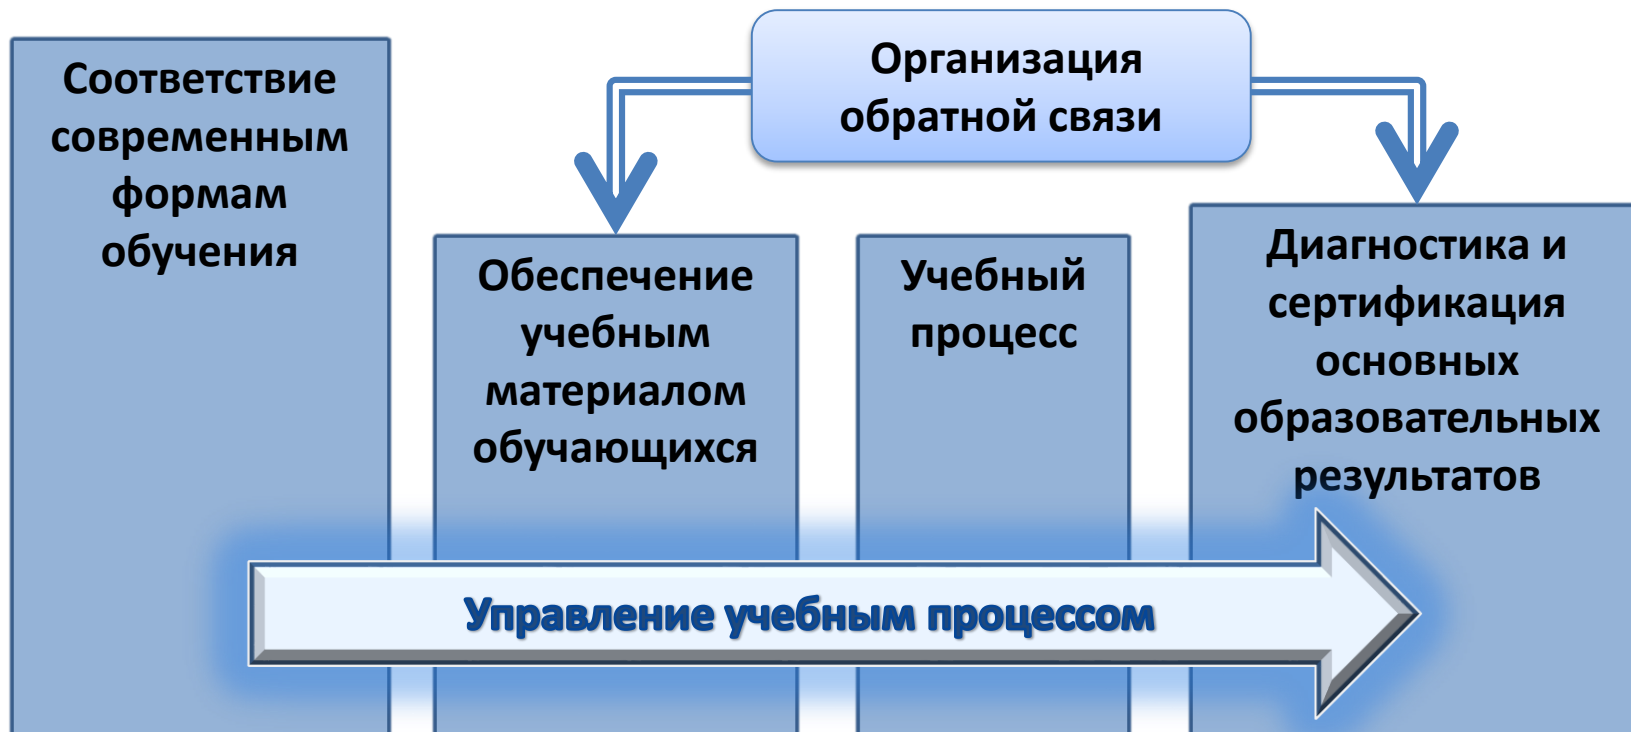 Соответствие
современным
формам
обучения
Организация
обратной связи
Обеспечение
учебным
материалом
обучающихся
Учебный
процесс
Диагностика и
сертификация
основных
образовательных
результатов
Управление учебным процессом